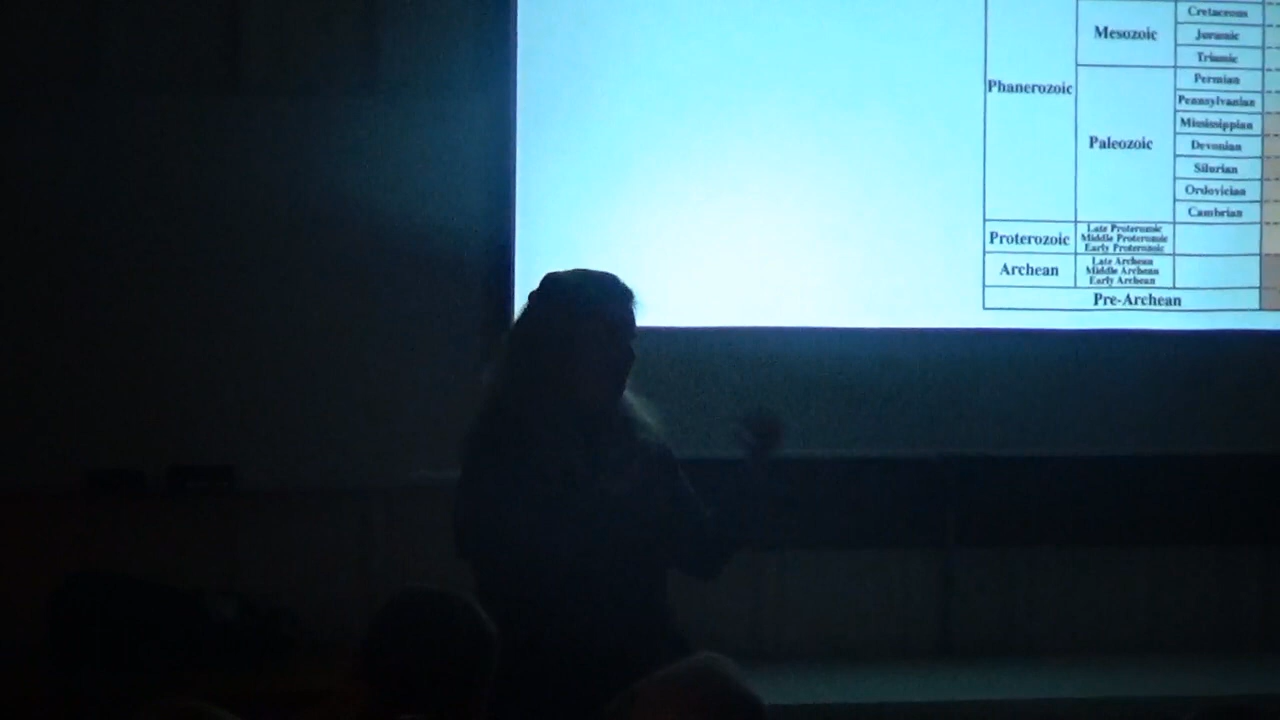 Cretaceous
Mesozoic
Jurassic
Triassic
Phanerozoic
Permian
Pennsylvanian
Mississippian
Paleozoic
Devonian
Silurian
Ordovician
Cambrian
Proterozoic
Late Proterozoic
Middle Proterozoic
Early Proterozoic
Archean
Late Archean
Middle Archean
Early Archean
Pre-Archean